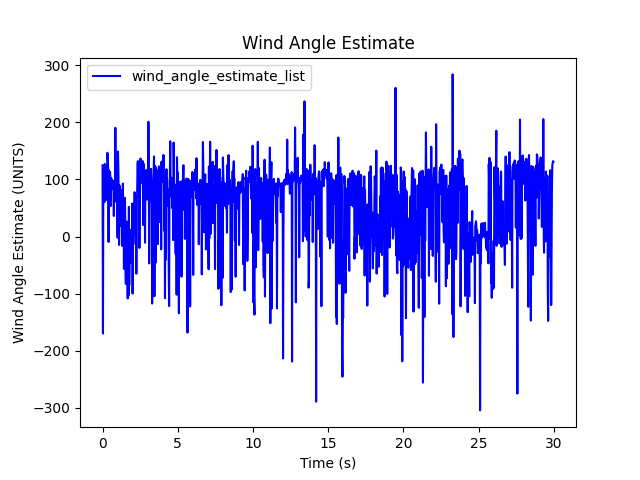 Wind Angle Estimate
wind_angle_estimate_list
300
200
100
0
−100
−200
−300
Wind Angle Estimate (UNITS)
0 5 10 15 20 25 30
Time (s)